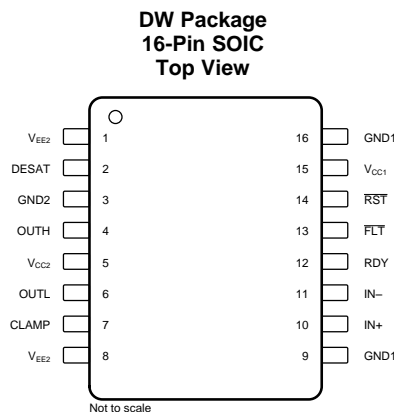 DW Package
16-Pin SOIC
Top View
VEE2 1 16 GND1
DESAT 2 15 VCC1
GND2 3 14 R̅S̅T̅
OUTH 4 13 F̅L̅T̅
VCC2 5 12 RDY
OUTL 6 11 IN–
CLAMP 7 10 IN+
VEE2 8 9 GND1
Not to scale